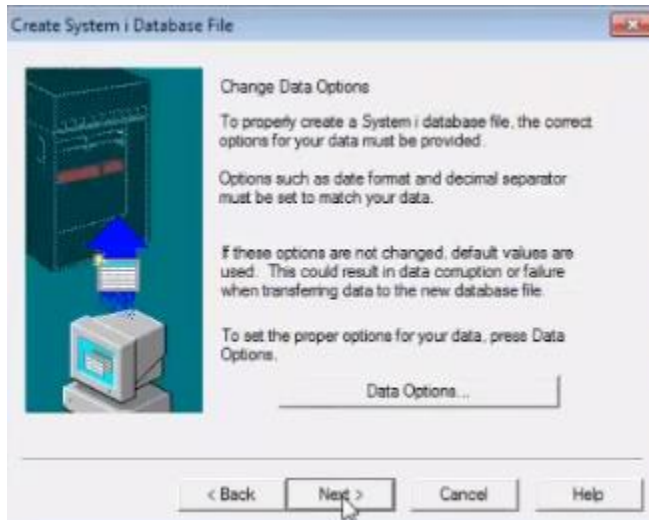 Create System i Database File
Change Data Options
To properly create a System i database file, the correct
options for your data must be provided.
Options such as date format and decimal separator
must be set to match your data.
If these options are not changed, default values are
used. This could result in data corruption or failure
when transferring data to the new database file.
To set the proper options for your data, press Data
Options.
Data Options...
< Back
Next >
Cancel
Help